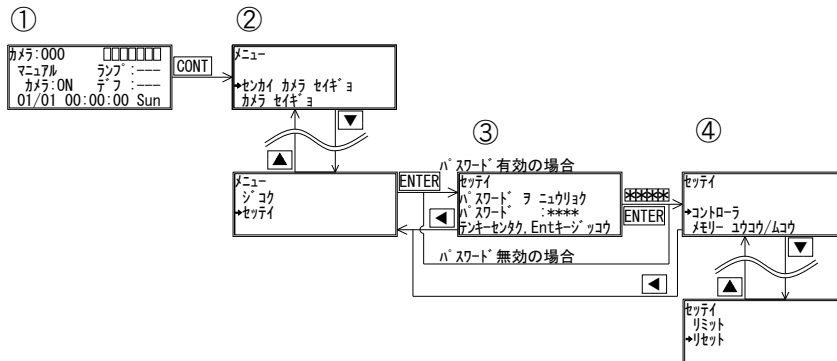 ① ② ③ ④
カメラ:000
マニュアル ランプ:---
カメラ:ON デフ:---
01/01 00:00:00 Sun
CONT
メニュー
→センカイ カメラ セイギョ
カメラ セイギョ
▲ ▼
メニュー
ジコク
→セッテイ
ENTER
パスワード有効の場合
セッテイ
パスワード ヲ ニュウリョク
パスワード :****
テンキーセンタク,Entキージッコウ
◀
パスワード無効の場合
ENTER
◀
セッテイ
→コントローラ
メモリー ユウコウ/ムコウ
▲ ▼
セッテイ
リミット
→リセット